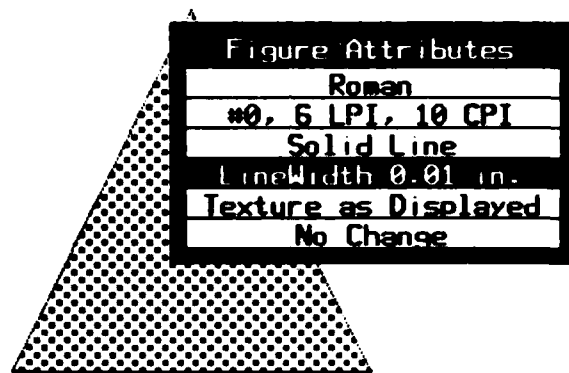 Figure Attributes
Roman
#0, 6 LPI, 10 CPI
Solid Line
LineWidth 0.01 in.
Texture as Displayed
No Change